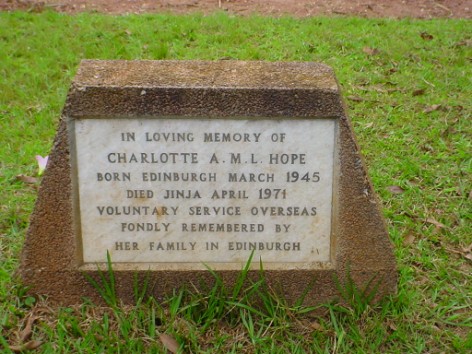 IN LOVING MEMORY OF
CHARLOTTE A.M.L. HOPE
BORN EDINBURGH MARCH 1945
DIED JINJA APRIL 1971
VOLUNTARY SERVICE OVERSEAS
FONDLY REMEMBERED BY
HER FAMILY IN EDINBURGH